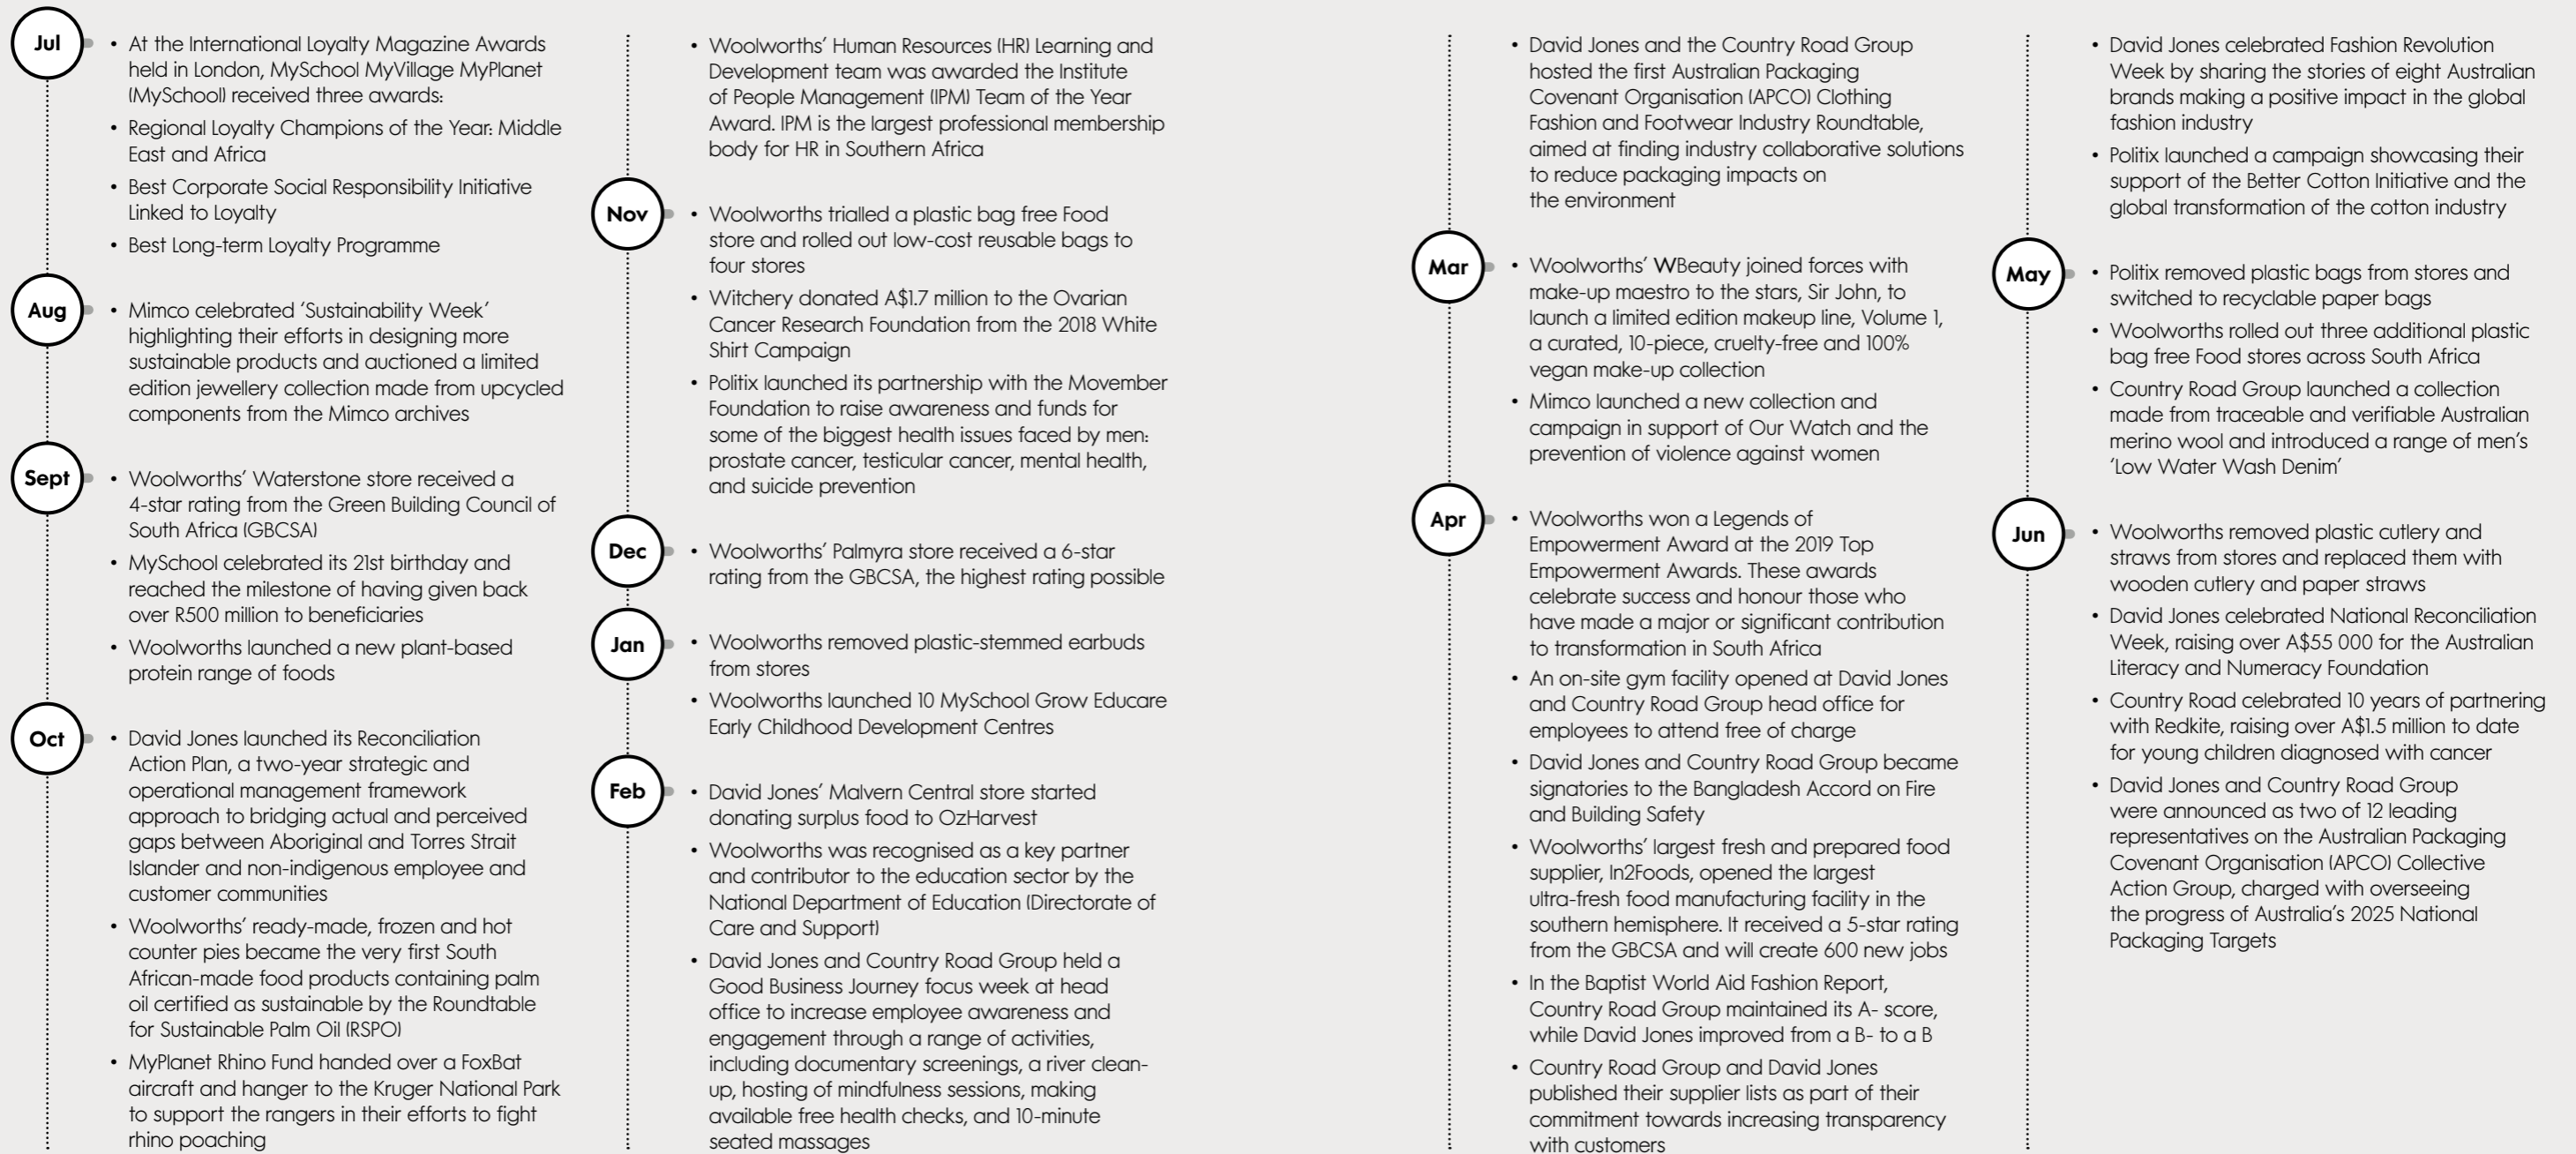 Jul
• At the International Loyalty Magazine Awards
held in London, MySchool MyVillage MyPlanet
(MySchool) received three awards:
• Regional Loyalty Champions of the Year: Middle
East and Africa
• Best Corporate Social Responsibility Initiative
Linked to Loyalty
• Best Long-term Loyalty Programme
Aug
• Mimco celebrated ‘Sustainability Week’
highlighting their efforts in designing more
sustainable products and auctioned a limited
edition jewellery collection made from upcycled
components from the Mimco archives
Sept
• Woolworths’ Waterstone store received a
4-star rating from the Green Building Council of
South Africa (GBCSA)
• MySchool celebrated its 21st birthday and
reached the milestone of having given back
over R500 million to beneficiaries
• Woolworths launched a new plant-based
protein range of foods
Oct
• David Jones launched its Reconciliation
Action Plan, a two-year strategic and
operational management framework
approach to bridging actual and perceived
gaps between Aboriginal and Torres Strait
Islander and non-indigenous employee and
customer communities
• Woolworths’ ready-made, frozen and hot
counter pies became the very first South
African-made food products containing palm
oil certified as sustainable by the Roundtable
for Sustainable Palm Oil (RSPO)
• MyPlanet Rhino Fund handed over a FoxBat
aircraft and hanger to the Kruger National Park
to support the rangers in their efforts to fight
rhino poaching
• Woolworths’ Human Resources (HR) Learning and
Development team was awarded the Institute
of People Management (IPM) Team of the Year
Award. IPM is the largest professional membership
body for HR in Southern Africa
Nov
• Woolworths trialled a plastic bag free Food
store and rolled out low-cost reusable bags to
four stores
• Witchery donated A$1.7 million to the Ovarian
Cancer Research Foundation from the 2018 White
Shirt Campaign
• Politix launched its partnership with the Movember
Foundation to raise awareness and funds for
some of the biggest health issues faced by men:
prostate cancer, testicular cancer, mental health,
and suicide prevention
Dec
• Woolworths’ Palmyra store received a 6-star
rating from the GBCSA, the highest rating possible
Jan
• Woolworths removed plastic-stemmed earbuds
from stores
• Woolworths launched 10 MySchool Grow Educare
Early Childhood Development Centres
Feb
• David Jones’ Malvern Central store started
donating surplus food to OzHarvest
• Woolworths was recognised as a key partner
and contributor to the education sector by the
National Department of Education (Directorate of
Care and Support)
• David Jones and Country Road Group held a
Good Business Journey focus week at head
office to increase employee awareness and
engagement through a range of activities,
including documentary screenings, a river clean-
up, hosting of mindfulness sessions, making
available free health checks, and 10-minute
seated massages
• David Jones and the Country Road Group
hosted the first Australian Packaging
Covenant Organisation (APCO) Clothing
Fashion and Footwear Industry Roundtable,
aimed at finding industry collaborative solutions
to reduce packaging impacts on
the environment
Mar
• Woolworths’ WBeauty joined forces with
make-up maestro to the stars, Sir John, to
launch a limited edition makeup line, Volume 1,
a curated, 10-piece, cruelty-free and 100%
vegan make-up collection
• Mimco launched a new collection and
campaign in support of Our Watch and the
prevention of violence against women
Apr
• Woolworths won a Legends of
Empowerment Award at the 2019 Top
Empowerment Awards. These awards
celebrate success and honour those who
have made a major or significant contribution
to transformation in South Africa
• An on-site gym facility opened at David Jones
and Country Road Group head office for
employees to attend free of charge
• David Jones and Country Road Group became
signatories to the Bangladesh Accord on Fire
and Building Safety
• Woolworths’ largest fresh and prepared food
supplier, In2Foods, opened the largest
ultra-fresh food manufacturing facility in the
southern hemisphere. It received a 5-star rating
from the GBCSA and will create 600 new jobs
• In the Baptist World Aid Fashion Report,
Country Road Group maintained its A- score,
while David Jones improved from a B- to a B
• Country Road Group and David Jones
published their supplier lists as part of their
commitment towards increasing transparency
with customers
• David Jones celebrated Fashion Revolution
Week by sharing the stories of eight Australian
brands making a positive impact in the global
fashion industry
• Politix launched a campaign showcasing their
support of the Better Cotton Initiative and the
global transformation of the cotton industry
May
• Politix removed plastic bags from stores and
switched to recyclable paper bags
• Woolworths rolled out three additional plastic
bag free Food stores across South Africa
• Country Road Group launched a collection
made from traceable and verifiable Australian
merino wool and introduced a range of men’s
‘Low Water Wash Denim’
Jun
• Woolworths removed plastic cutlery and
straws from stores and replaced them with
wooden cutlery and paper straws
• David Jones celebrated National Reconciliation
Week, raising over A$55 000 for the Australian
Literacy and Numeracy Foundation
• Country Road celebrated 10 years of partnering
with Redkite, raising over A$1.5 million to date
for young children diagnosed with cancer
• David Jones and Country Road Group
were announced as two of 12 leading
representatives on the Australian Packaging
Covenant Organisation (APCO) Collective
Action Group, charged with overseeing
the progress of Australia’s 2025 National
Packaging Targets